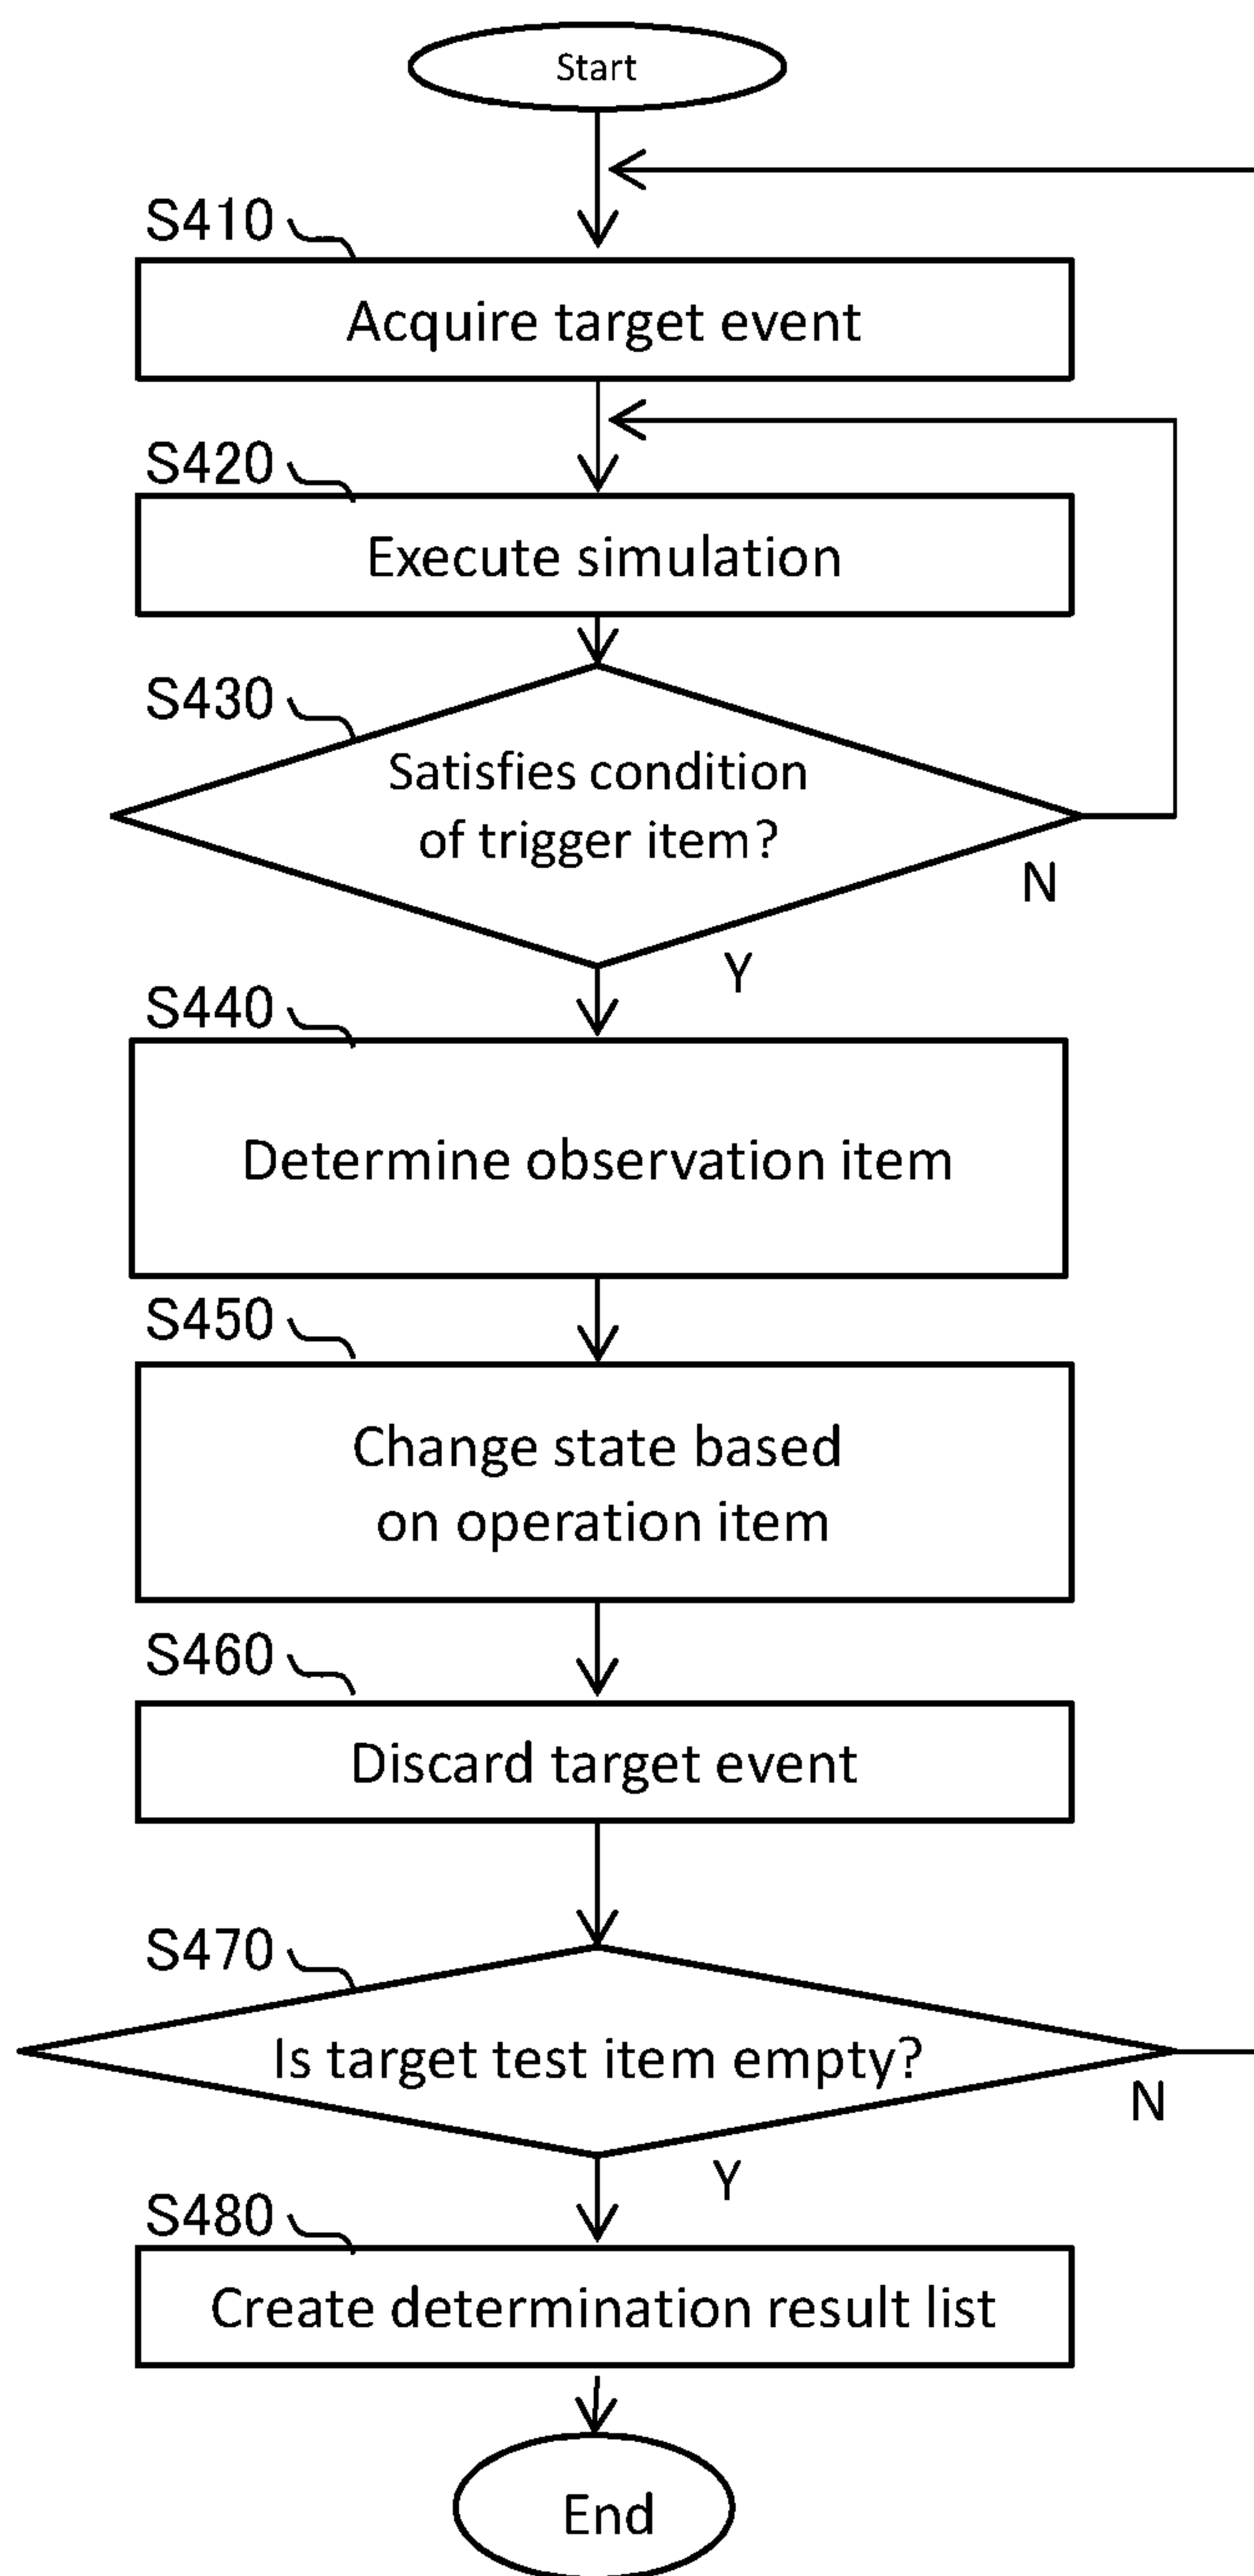 Start
S410
Acquire target event
S420
Execute simulation
S430
Satisfies condition
of trigger item?
N
Y
S440
Determine observation item
S450
Change state based
on operation item
S460
Discard target event
S470
Is target test item empty?
N
Y
S480
Create determination result list
End